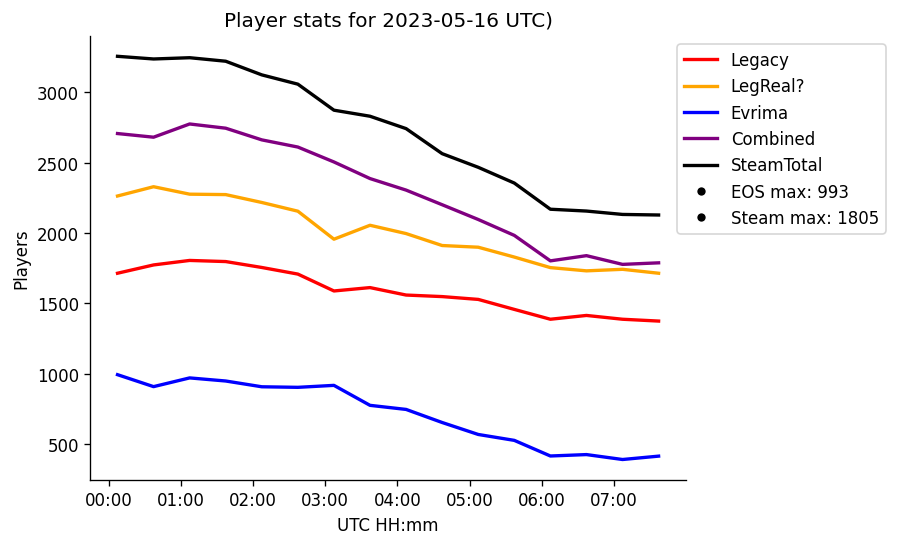 Player stats for 2023-05-16 UTC)
Legacy
LegReal?
Evrima
Combined
SteamTotal
EOS max: 993
Steam max: 1805
Players
3000
2500
2000
1500
1000
500
00:00 01:00 02:00 03:00 04:00 05:00 06:00 07:00
UTC HH:mm